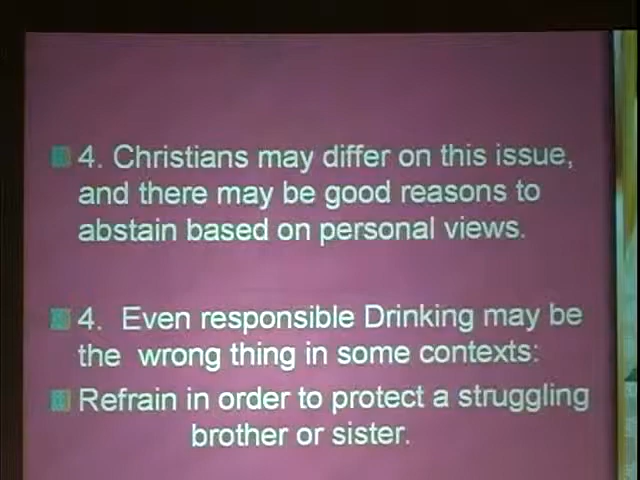 4. Christians may differ on this issue,
and there may be good reasons to
abstain based on personal views.
4. Even responsible Drinking may be
the wrong thing in some contexts:
Refrain in order to protect a struggling
brother or sister.